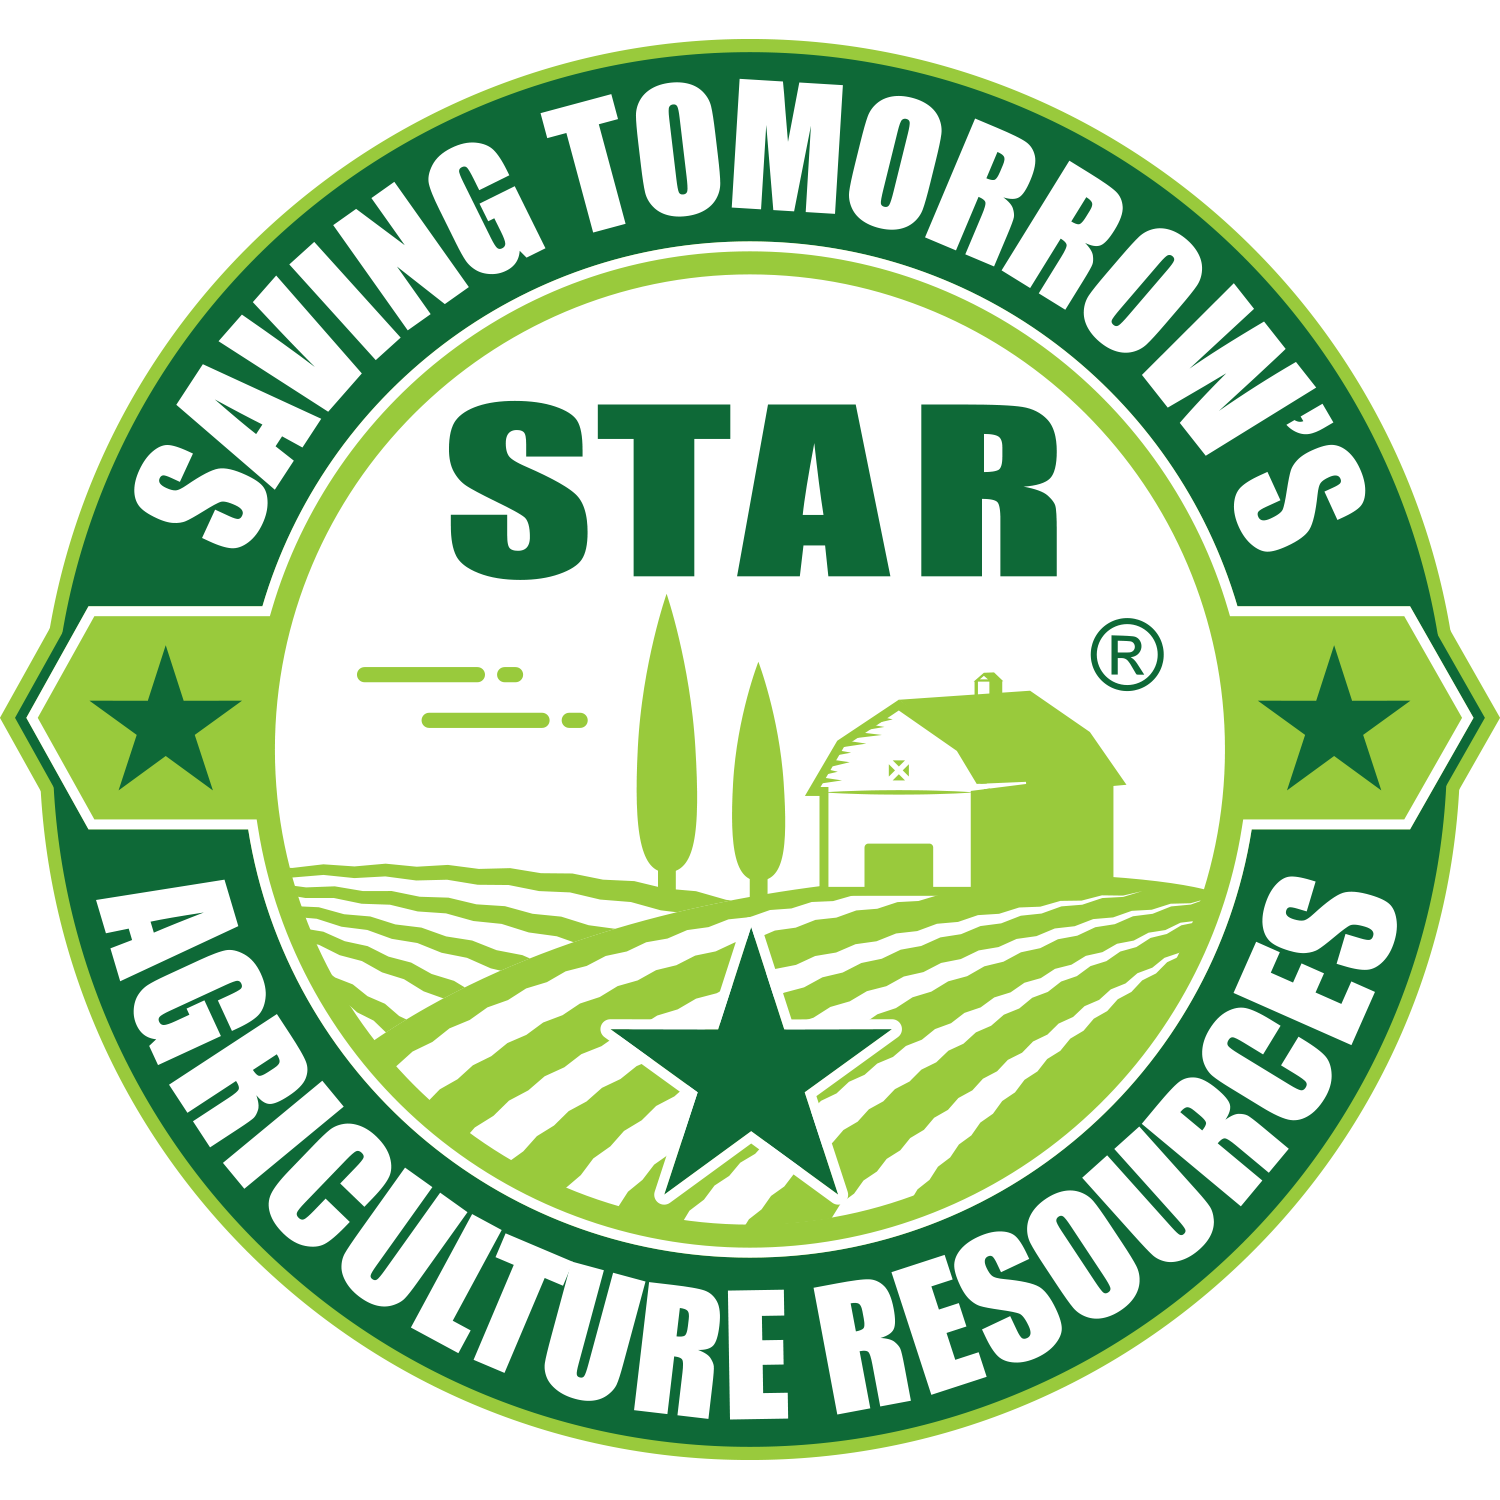 SAVING TOMORROW'S
STAR
®
AGRICULTURE RESOURCES